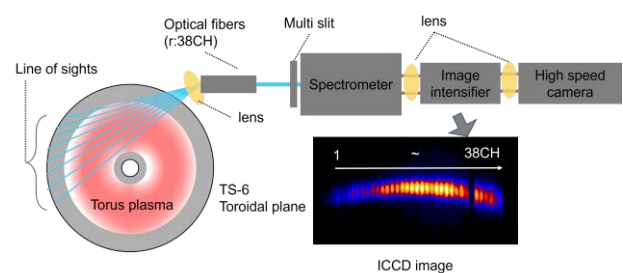 Optical fibers
(r:38CH)
Multi slit
lens
Line of sights
Spectrometer
Image
intensifier
High speed
camera
lens
1
~
38CH
TS-6
Toroidal plane
Torus plasma
ICCD image